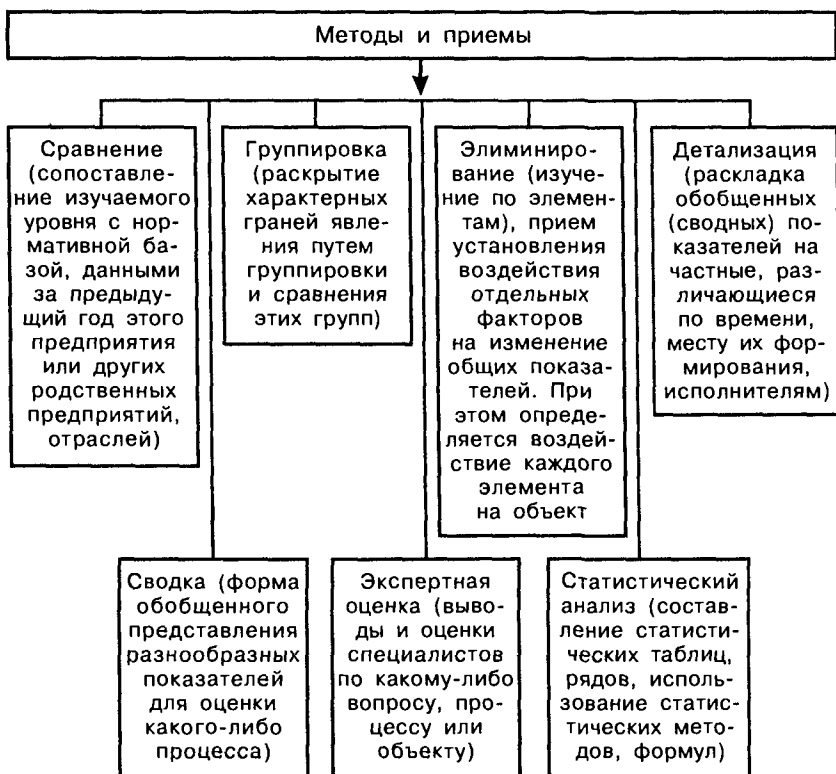 Методы и приемы
Сравнение
(сопоставле-
ние изучаемого
уровня с нор-
мативной ба-
зой, данными
за предыду-
щий год этого
предприятия
или других
родственных
предприятий,
отраслей)
Группировка
(раскрытие
характерных
граней явле-
ния путем
группировки
и сравнения
этих групп)
Элиминиро-
вание (изуче-
ние по элемен-
там), прием
установления
воздействия
отдельных
факторов
на изменение
общих показа-
телей. При
этом опреде-
ляется воздей-
ствие каждого
элемента
на объект
Детализация
(раскладка
обобщенных
(сводных) по-
казателей на
частные, раз-
личающиеся
по времени,
месту их фор-
мирования,
исполнителям)
Сводка (форма
обобщенного
представления
разнообразных
показателей
для оценки
какого-либо
процесса)
Экспертная
оценка (выво-
ды и оценки
специалистов
по какому-либо
вопросу, про-
цессу или
объекту)
Статистический
анализ (состав-
ление статисти-
ческих таблиц,
рядов, исполь-
зование статис-
тических мето-
дов, формул)